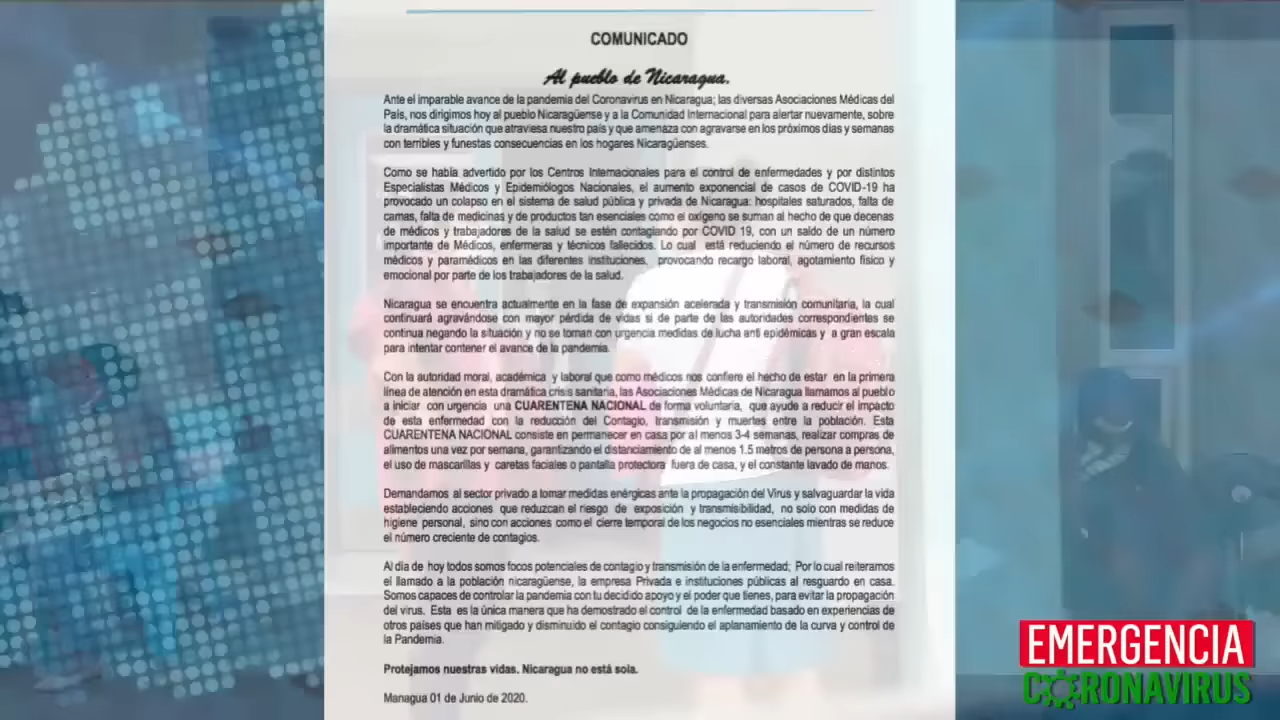 COMUNICADO
Al pueblo de Nicaragua.
Ante el imparable avance de la pandemia del Coronavirus en Nicaragua; las diversas Asociaciones Médicas del
País, nos dirigimos hoy al pueblo Nicaragüense y a la Comunidad Internacional para alertar nuevamente, sobre
la dramática situación que atraviesa nuestro país y que amenaza con agravarse en los próximos días y semanas
con terribles y funestas consecuencias en los hogares Nicaragüenses.
Como se había advertido por los Centros Internacionales para el control de enfermedades y por distintos
Especialistas Médicos y Epidemiólogos Nacionales, el aumento exponencial de casos de COVID-19 ha
provocado un colapso en el sistema de salud pública y privada de Nicaragua: hospitales saturados, falta de
camas, falta de medicinas y de productos tan esenciales como el oxígeno se suman al hecho de que decenas
de médicos y trabajadores de la salud se estén contagiando por COVID 19, con un saldo de un número
importante de Médicos, enfermeras y técnicos fallecidos. Lo cual está reduciendo el número de recursos
médicos y paramédicos en las diferentes instituciones, provocando recargo laboral, agotamiento físico y
emocional por parte de los trabajadores de la salud.
Nicaragua se encuentra actualmente en la fase de expansión acelerada y transmisión comunitaria, la cual
continuará agravándose con mayor pérdida de vidas si de parte de las autoridades correspondientes se
continua negando la situación y no se toman con urgencia medidas de lucha anti epidémicas y a gran escala
para intentar contener el avance de la pandemia.
Con la autoridad moral, académica y laboral que como médicos nos confiere el hecho de estar en la primera
línea de atención en esta dramática crisis sanitaria, las Asociaciones Médicas de Nicaragua llamamos al pueblo
a iniciar con urgencia una CUARENTENA NACIONAL de forma voluntaria, que ayude a reducir el impacto
de esta enfermedad con la reducción del Contagio, transmisión y muertes entre la población. Esta
CUARENTENA NACIONAL consiste en permanecer en casa por al menos 3-4 semanas, realizar compras de
alimentos una vez por semana, garantizando el distanciamiento de al menos 1.5 metros de persona a persona,
el uso de mascarillas y caretas faciales o pantalla protectora fuera de casa, y el constante lavado de manos.
Demandamos al sector privado a tomar medidas enérgicas ante la propagación del Virus y salvaguardar la vida
estableciendo acciones que reduzcan el riesgo de exposición y transmisibilidad, no solo con medidas de
higiene personal, sino con acciones como el cierre temporal de los negocios no esenciales mientras se reduce
el número creciente de contagios.
Al día de hoy todos somos focos potenciales de contagio y transmisión de la enfermedad; Por lo cual reiteramos
el llamado a la población nicaragüense, la empresa Privada e instituciones públicas al resguardo en casa.
Somos capaces de controlar la pandemia con tu decidido apoyo y el poder que tienes, para evitar la propagación
del virus. Esta es la única manera que ha demostrado el control de la enfermedad basado en experiencias de
otros países que han mitigado y disminuido el contagio consiguiendo el aplanamiento de la curva y control de
la Pandemia.
Protejamos nuestras vidas. Nicaragua no está sola.
Managua 01 de Junio de 2020.
EMERGENCIA
CORONAVIRUS